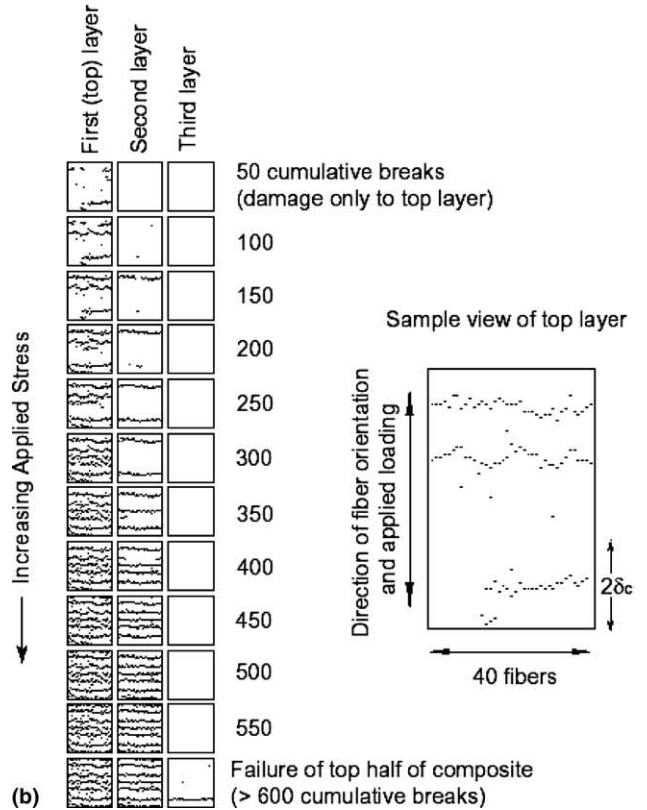 First (top) layer
Second layer
Third layer
50 cumulative breaks
(damage only to top layer)
100
150
200
250
300
350
400
450
500
550
Failure of top half of composite
(> 600 cumulative breaks)
Increasing Applied Stress
(b)
Sample view of top layer
Direction of fiber orientation
and applied loading
2δc
40 fibers